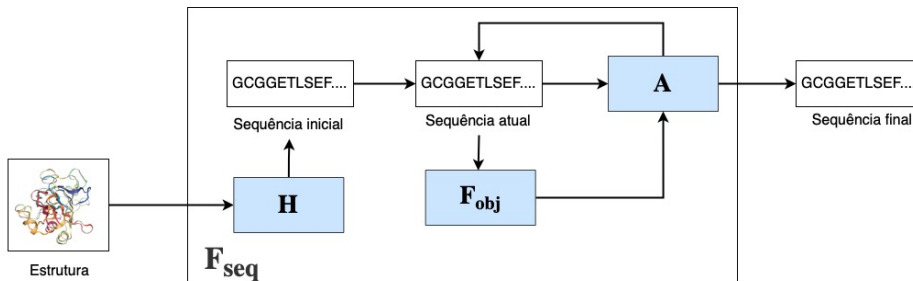 GCGGETLSEF....
Sequência inicial
GCGGETLSEF....
Sequência atual
A
GCGGETLSEF...
Sequência final
H
Fobj
Estrutura
Fseq